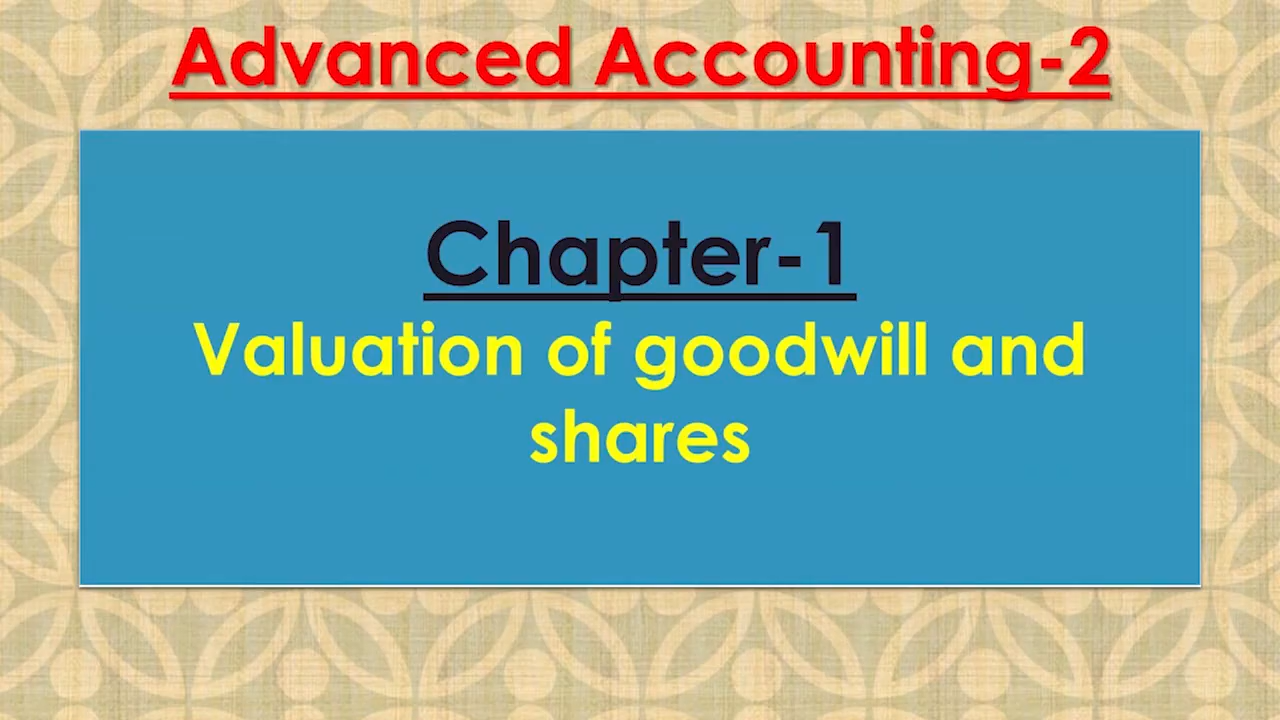 Advanced Accounting-2
Chapter-1
Valuation of goodwill and
shares